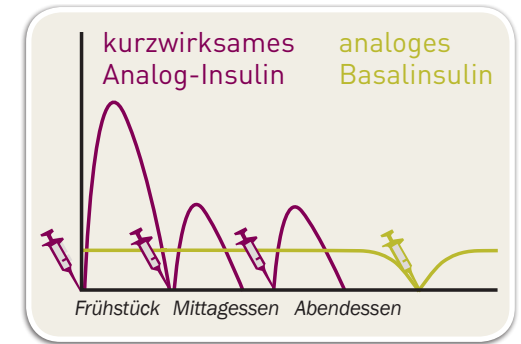 kurzwirksames
Analog-Insulin
analoges
Basalinsulin
Frühstück Mittagessen Abendessen